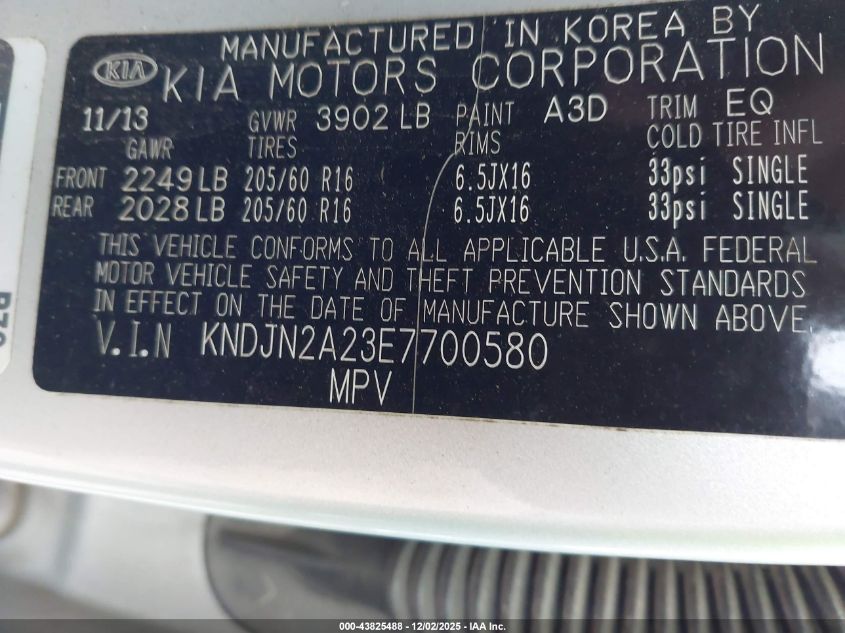 MANUFACTURED IN KOREA BY
KIA KIA MOTORS CORPORATION
11/13 GVWR 3902 LB PAINT A3D TRIM EQ
GAWR TIRES RIMS COLD TIRE INFL
FRONT 2249 LB 205/60 R16 6.5JX16 33psi SINGLE
REAR 2028 LB 205/60 R16 6.5JX16 33psi SINGLE
THIS VEHICLE CONFORMS TO ALL APPLICABLE U.S.A. FEDERAL
MOTOR VEHICLE SAFETY AND THEFT PREVENTION STANDARDS
IN EFFECT ON THE DATE OF MANUFACTURE SHOWN ABOVE.
V.I.N KNDJN2A23E7700580
MPV
000-43825488 - 12/02/2025 - IAA Inc.